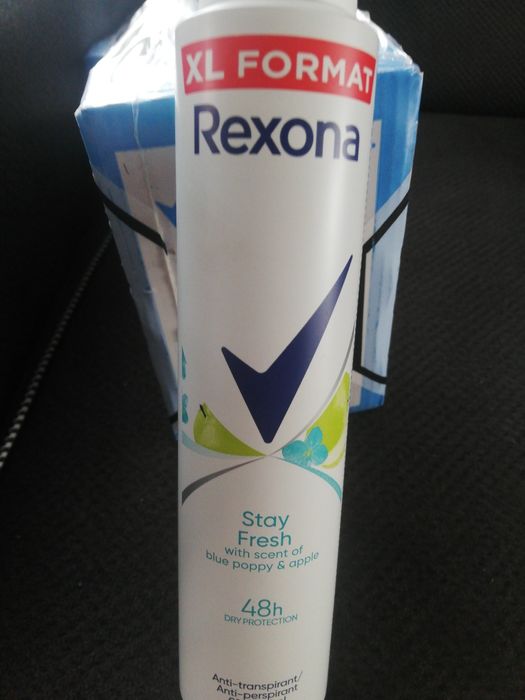 XL FORMAT
Rexona
Stay
Fresh
with scent of
blue poppy & apple
48h
DRY PROTECTION
Anti-transpirant/
Anti-perspirant